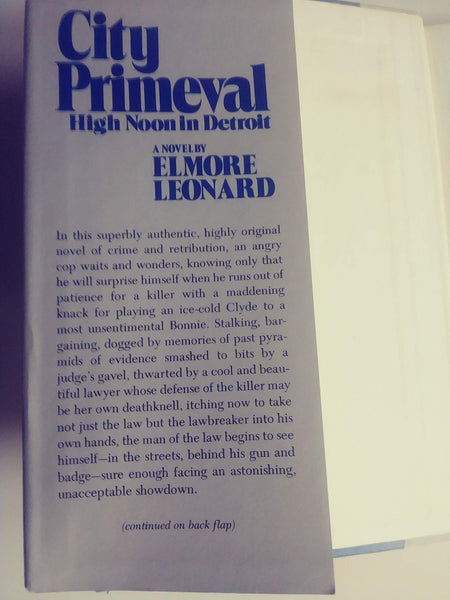 City
Primeval
High Noon in Detroit
A NOVEL BY
ELMORE
LEONARD
In this superbly authentic, highly original
novel of crime and retribution, an angry
cop waits and wonders, knowing only that
he will surprise himself when he runs out of
patience for a killer with a maddening
knack for playing an ice-cold Clyde to a
most unsentimental Bonnie. Stalking, bar-
gaining, dogged by memories of past pyra-
mids of evidence smashed to bits by a
judge's gavel, thwarted by a cool and beau-
tiful lawyer whose defense of the killer may
be her own deathknell, itching now to take
not just the law but the lawbreaker into his
own hands, the man of the law begins to see
himself—in the streets, behind his gun and
badge—sure enough facing an astonishing,
unacceptable showdown.
(continued on back flap)